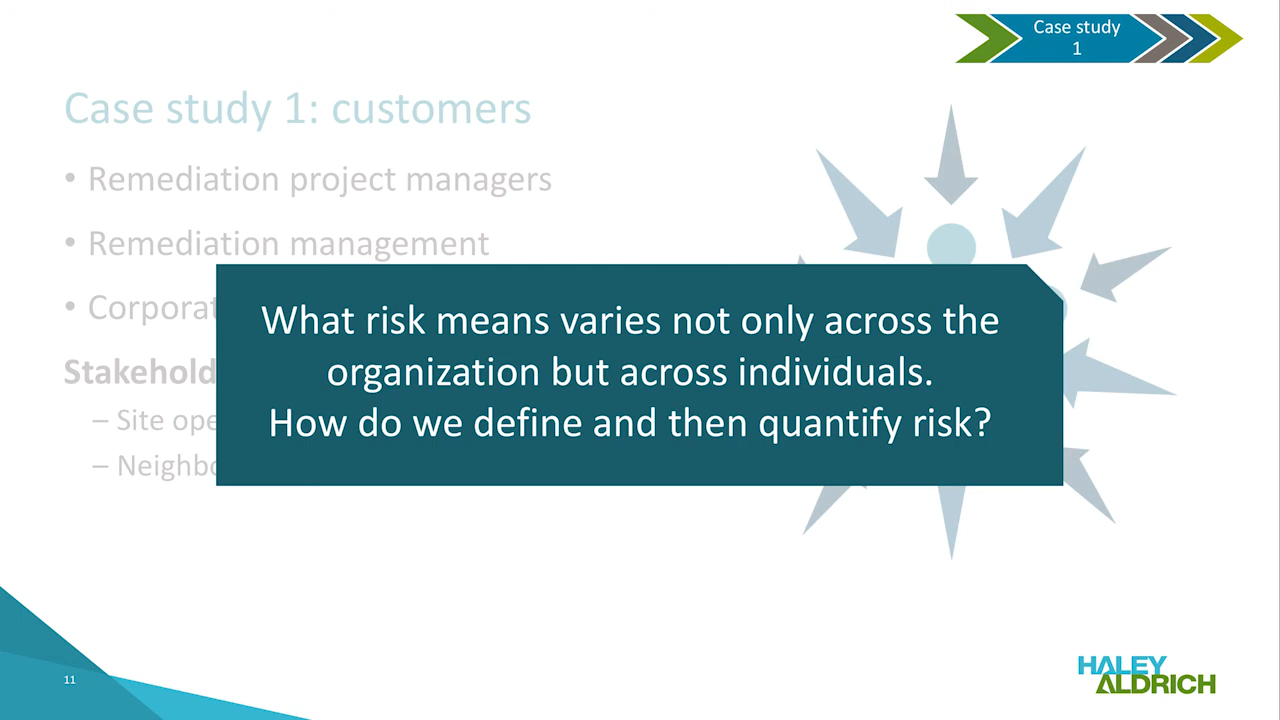 Case study
1
Case study 1: customers
• Remediation project managers
• Remediation management
• Corporat
What risk means varies not only across the
organization but across individuals.
How do we define and then quantify risk?
Stakehold
– Site ope
– Neighbo
11
HALEY
ALDRICH